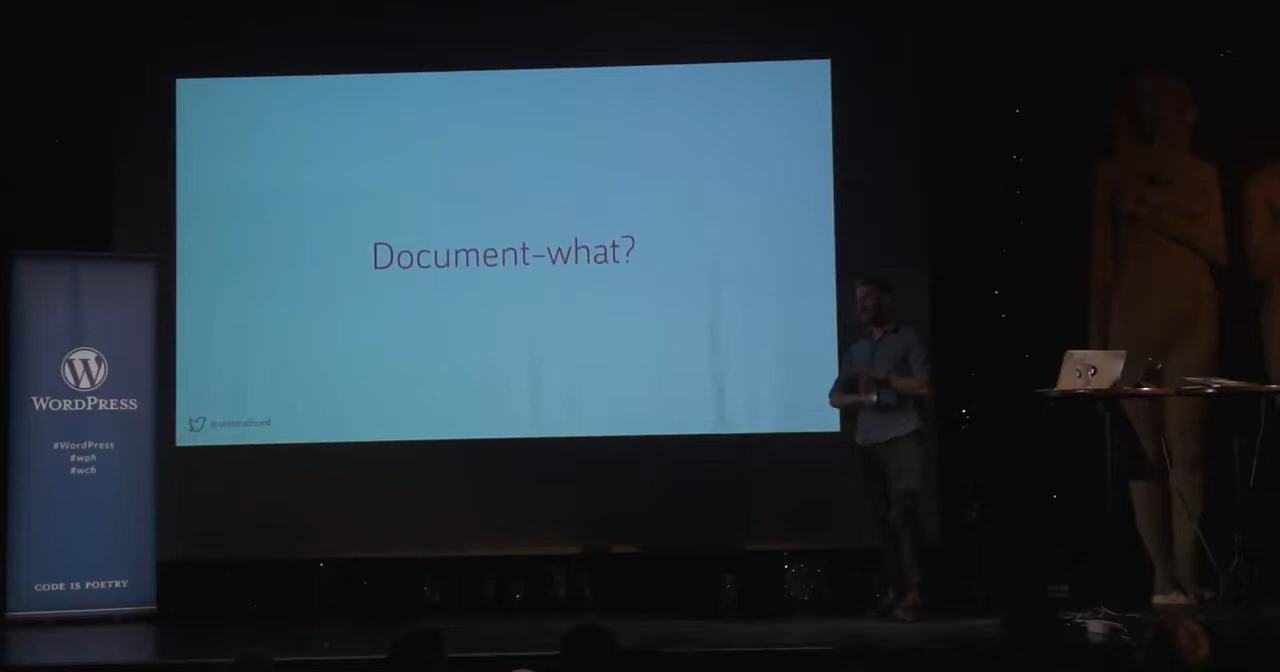 Document-what?
WORDPRESS
#WordPress
#wpfi
#wcfi
CODE IS POETRY